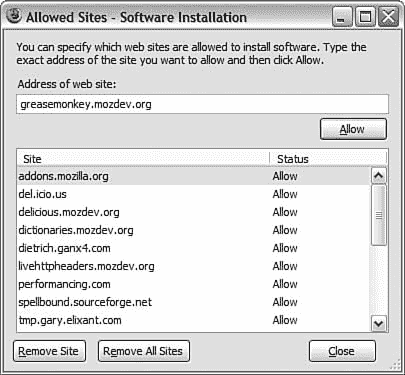 Allowed Sites - Software Installation
You can specify which web sites are allowed to install software. Type the
exact address of the site you want to allow and then click Allow.
Address of web site:
greasemonkey.mozdev.org
Allow
Site Status
addons.mozilla.org Allow
del.icio.us Allow
delicious.mozdev.org Allow
dictionaries.mozdev.org Allow
dietrich.ganx4.com Allow
livehttpheaders.mozdev.org Allow
performancing.com Allow
spellbound.sourceforge.net Allow
tmp.gary.elixant.com Allow
Remove Site Remove All Sites Close